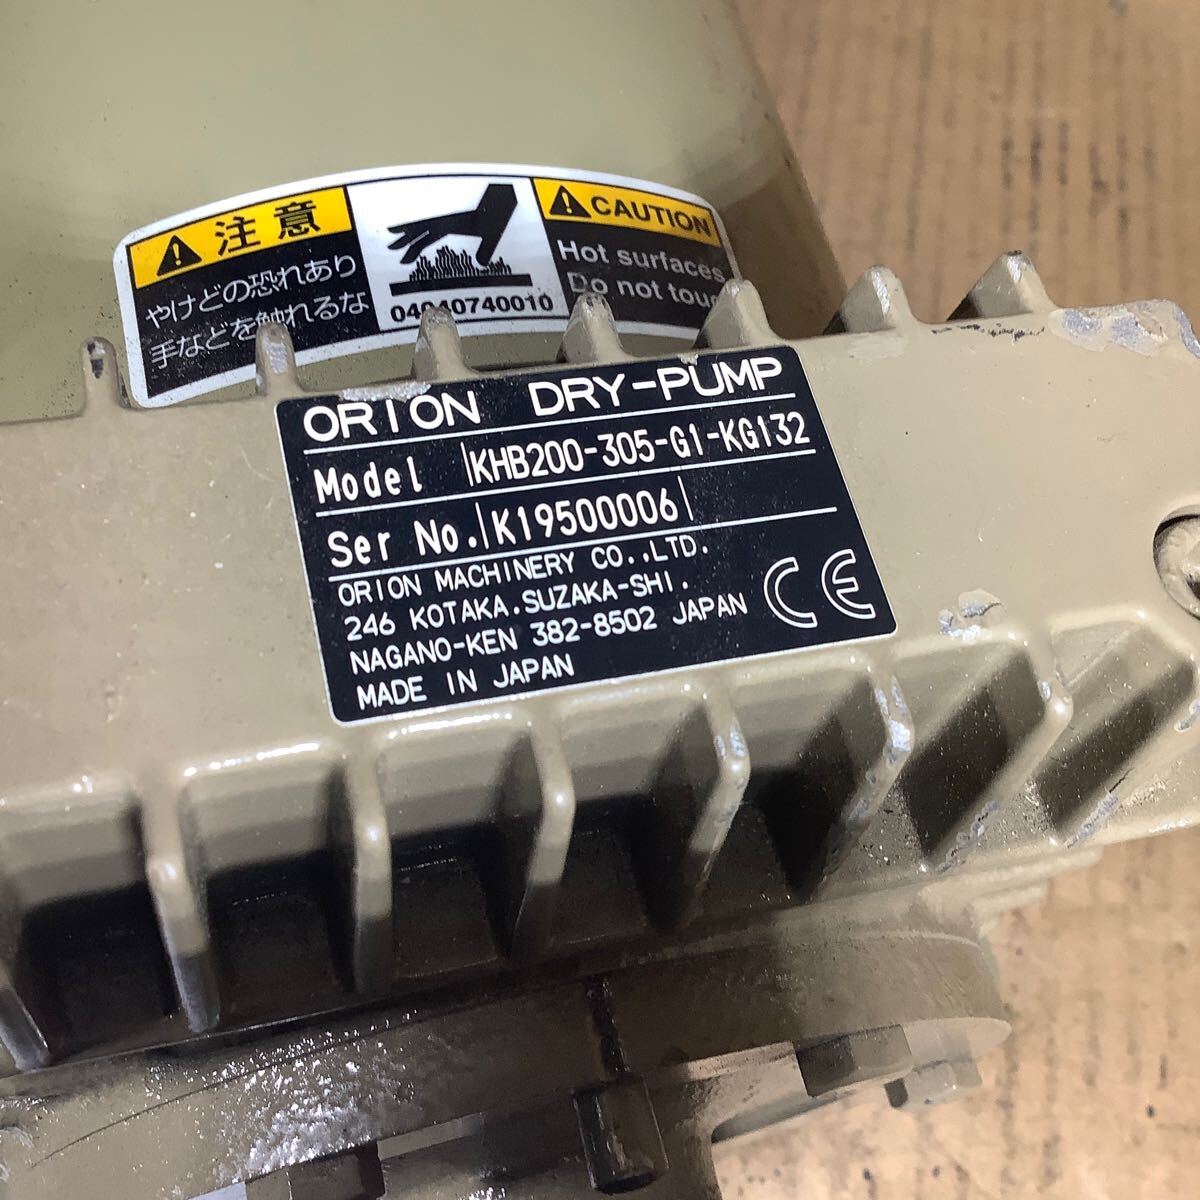 注意
やけどの恐れあり
手などを触れるな
04040740010
CAUTION
Hot surfaces
Do not
ORION DRY-PUMP
Model KHB200-305-G1-KG132
Ser No. K19500006
ORION MACHINERY CO.,LTD.
246 KOTAKA.SUZAKA-SHI.
NAGANO-KEN 382-8502 JAPAN
MADE IN JAPAN
CE